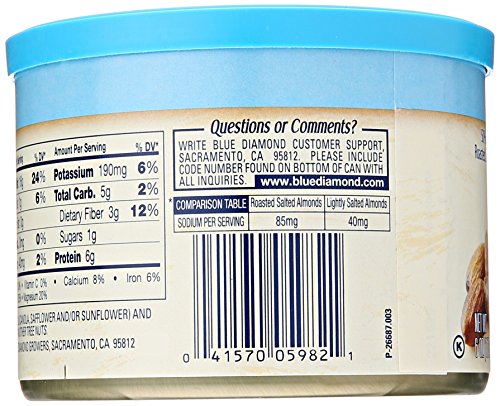 % DV*
Amount Per Serving
% DV*
24%
Potassium 190mg 6%
6%
Total Carb. 5g 2%
Dietary Fiber 3g 12%
0%
Sugars 1g
2%
Protein 6g
Vitamin C 0%
• Calcium 8% • Iron 6%
Magnesium 20%
SAFFLOWER AND/OR SUNFLOWER) AND
TREE NUTS.
GROWERS, SACRAMENTO, CA 95812
Questions or Comments?
WRITE BLUE DIAMOND CUSTOMER SUPPORT,
SACRAMENTO, CA 95812. PLEASE INCLUDE
CODE NUMBER FOUND ON BOTTOM OF CAN WITH
ALL INQUIRIES.
www.bluediamond.com
* COMPARISON TABLE Roasted Salted Almonds Lightly Salted Almonds
SODIUM PER SERVING 85mg 40mg
0 41570 05982 1
P-26687.003
NET
K